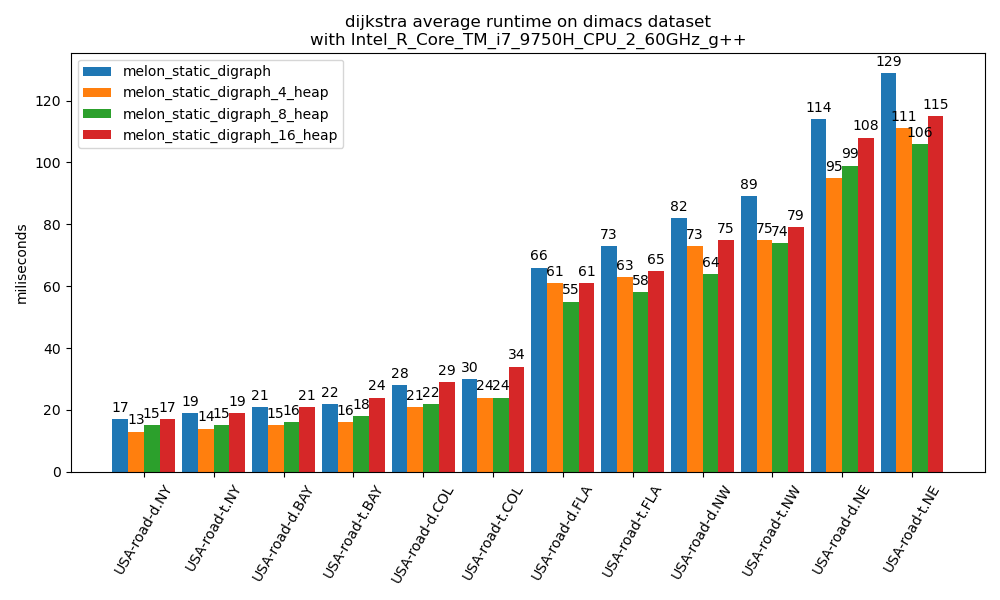 dijkstra average runtime on dimacs dataset
with Intel_R_Core_TM_i7_9750H_CPU_2_60GHz_g++
melon_static_digraph
melon_static_digraph_4_heap
melon_static_digraph_8_heap
melon_static_digraph_16_heap
miliseconds
120
100
80
60
40
20
0
17 13 15 17
19 14 15 19
21 15 16 21
22 16 18 24
28 21 22 29
30 24 24 34
66 61 55 61
73 63 58 65
82 73 64 75
89 75 74 79
114 95 99 108
129 111 106 115
USA-road-d.NY
USA-road-t.NY
USA-road-d.BAY
USA-road-t.BAY
USA-road-d.COL
USA-road-t.COL
USA-road-d.FLA
USA-road-t.FLA
USA-road-d.NW
USA-road-t.NW
USA-road-d.NE
USA-road-t.NE